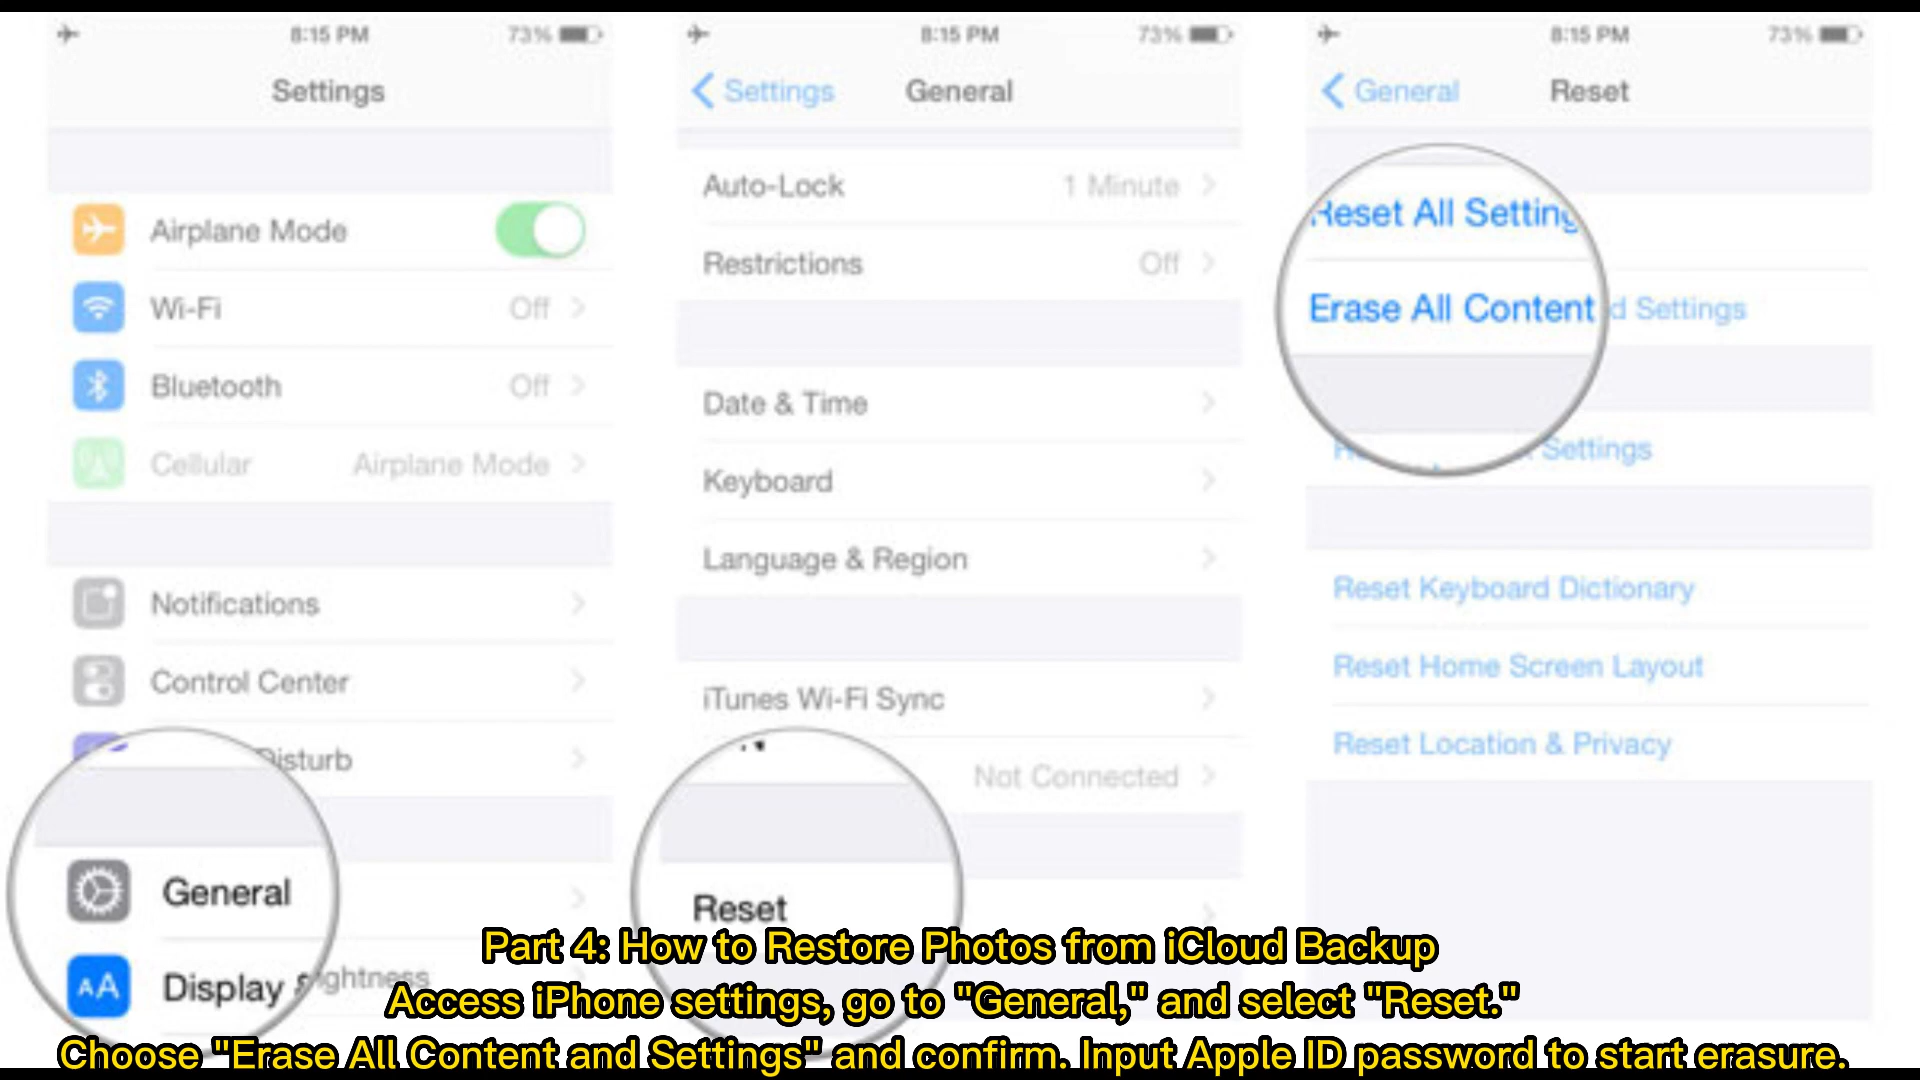 8:15 PM 73%
Settings
Airplane Mode
Wi-Fi Off
Bluetooth Off
Cellular Airplane Mode
Notifications
Control Center
Disturb
General
Display
ghtness
8:15 PM 73%
Settings General
Auto-Lock 1 Minute
Restrictions Off
Date & Time
Keyboard
Language & Region
iTunes Wi-Fi Sync
Not Connected
Reset
8:15 PM 73%
General Reset
Reset All Setting
Erase All Content d Settings
Settings
Reset Keyboard Dictionary
Reset Home Screen Layout
Reset Location & Privacy
Part 4: How to Restore Photos from iCloud Backup
Access iPhone settings, go to "General," and select "Reset."
Choose "Erase All Content and Settings" and confirm. Input Apple ID password to start erasure.